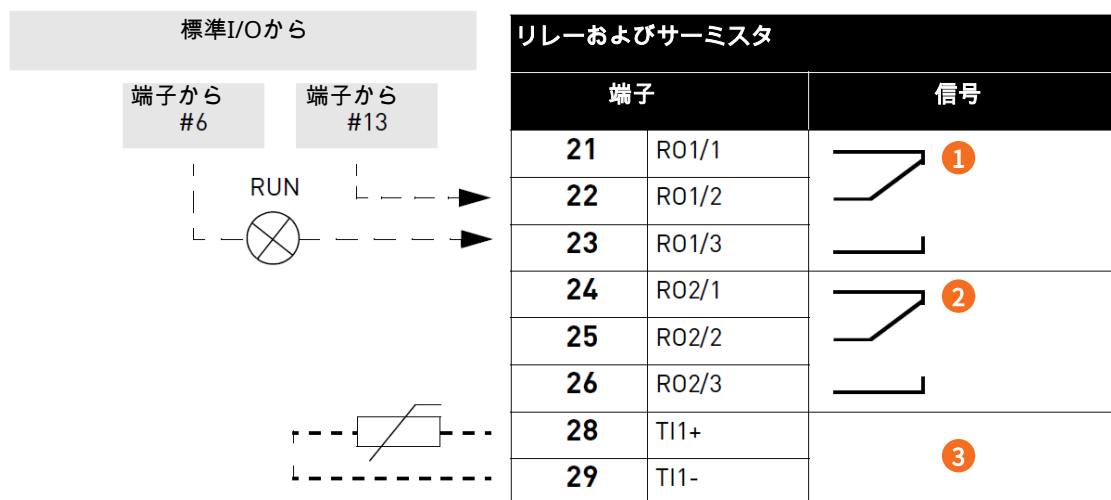 標準I/Oから
端子から
#6
端子から
#13
RUN
リレーおよびサーミスタ
端子 信号
21 RO1/1 1
22 RO1/2
23 RO1/3
24 RO2/1 2
25 RO2/2
26 RO2/3
28 TI1+ 3
29 TI1-